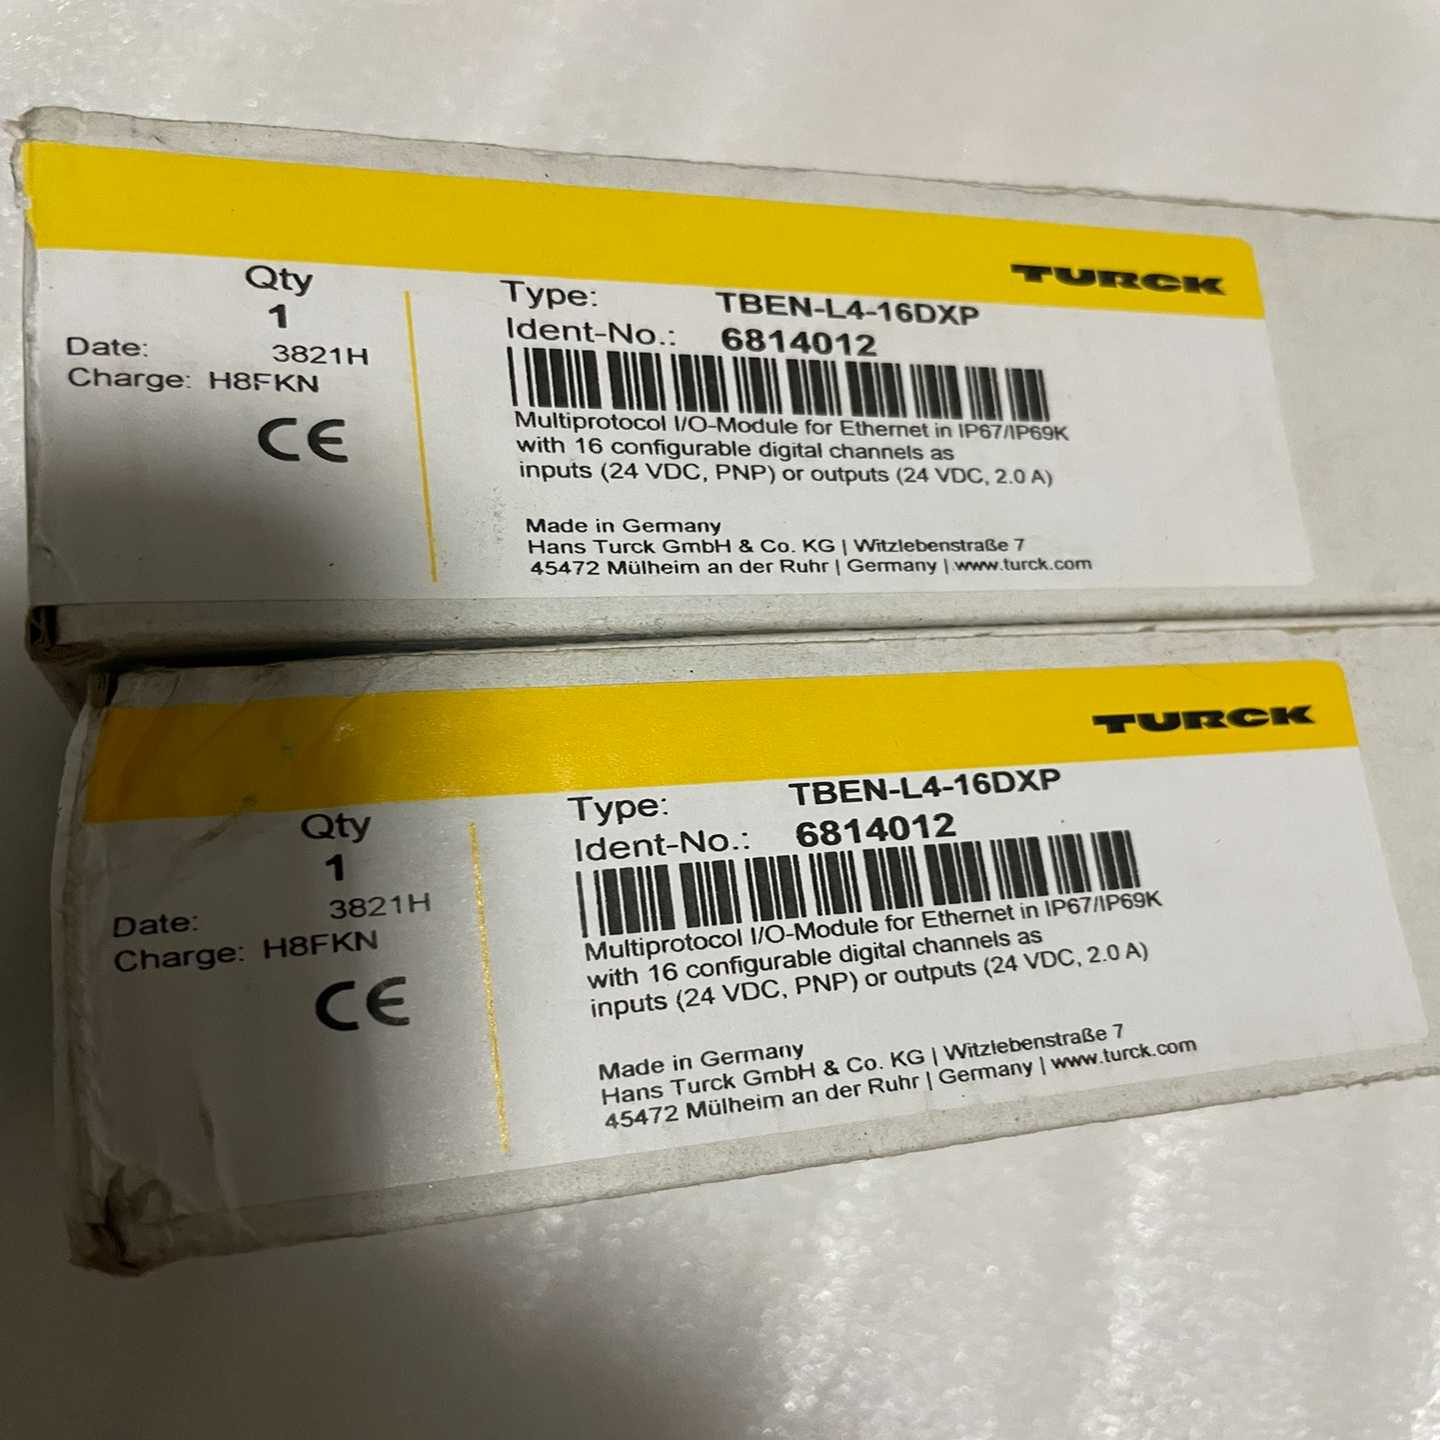 TURCK
Qty
1
Date: 3821H
Charge: H8FKN
CE
Type: TBEN-L4-16DXP
Ident-No.: 6814012
Multiprotocol I/O-Module for Ethernet in IP67/IP69K
with 16 configurable digital channels as
inputs (24 VDC, PNP) or outputs (24 VDC, 2.0 A)
Made in Germany
Hans Turck GmbH & Co. KG | Witzlebenstraße 7
45472 Mülheim an der Ruhr | Germany | www.turck.com
TURCK
Qty
1
Date: 3821H
Charge: H8FKN
CE
Type: TBEN-L4-16DXP
Ident-No.: 6814012
Multiprotocol I/O-Module for Ethernet in IP67/IP69K
with 16 configurable digital channels as
inputs (24 VDC, PNP) or outputs (24 VDC, 2.0 A)
Made in Germany
Hans Turck GmbH & Co. KG | Witzlebenstraße 7
45472 Mülheim an der Ruhr | Germany | www.turck.com